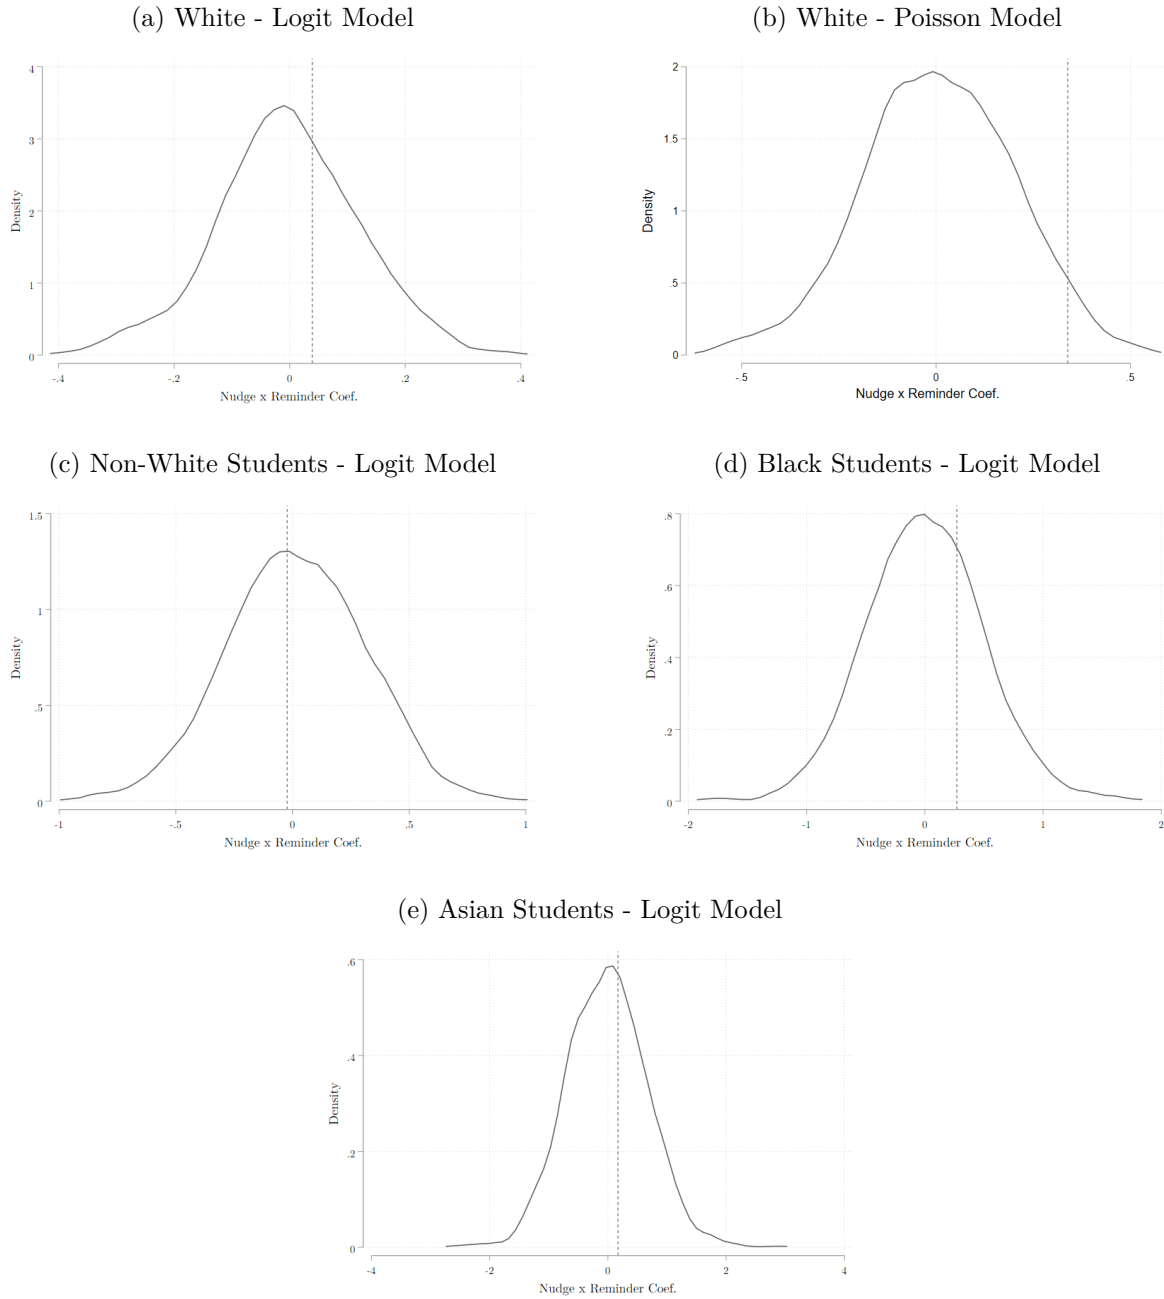 (a) White - Logit Model
4
3
2
1
0
Density
-.4 -.2 0 .2 .4
Nudge x Reminder Coef.
(b) White - Poisson Model
2
1.5
1
.5
0
Density
-.5 0 .5
Nudge x Reminder Coef.
(c) Non-White Students - Logit Model
1.5
1
.5
0
Density
-1 -.5 0 .5 1
Nudge x Reminder Coef.
(d) Black Students - Logit Model
.8
.6
.4
.2
0
Density
-2 -1 0 1 2
Nudge x Reminder Coef.
(e) Asian Students - Logit Model
.6
.4
.2
0
Density
-4 -2 0 2 4
Nudge x Reminder Coef.